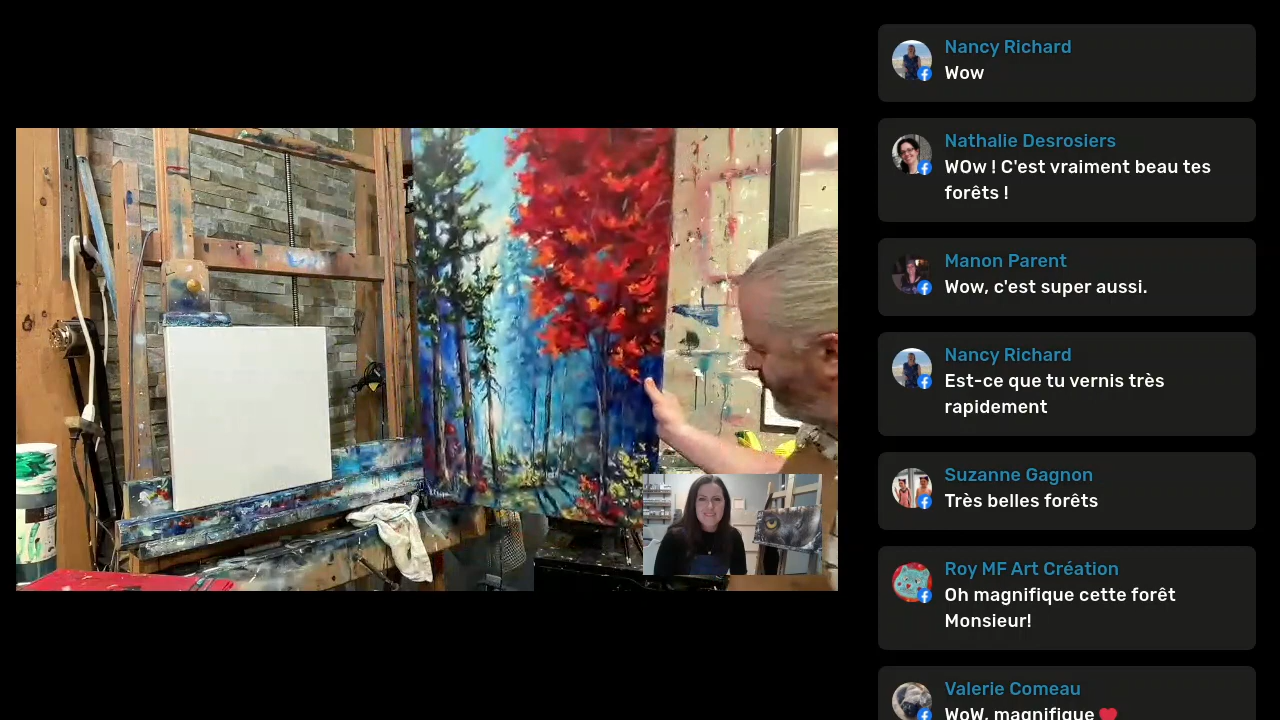 Nancy Richard
Wow
Nathalie Desrosiers
WOw ! C'est vraiment beau tes
forêts !
Manon Parent
Wow, c'est super aussi.
Nancy Richard
Est-ce que tu vernis très
rapidement
Suzanne Gagnon
Très belles forêts
Roy MF Art Création
Oh magnifique cette forêt
Monsieur!
Valerie Comeau
WoW, magnifique ♥